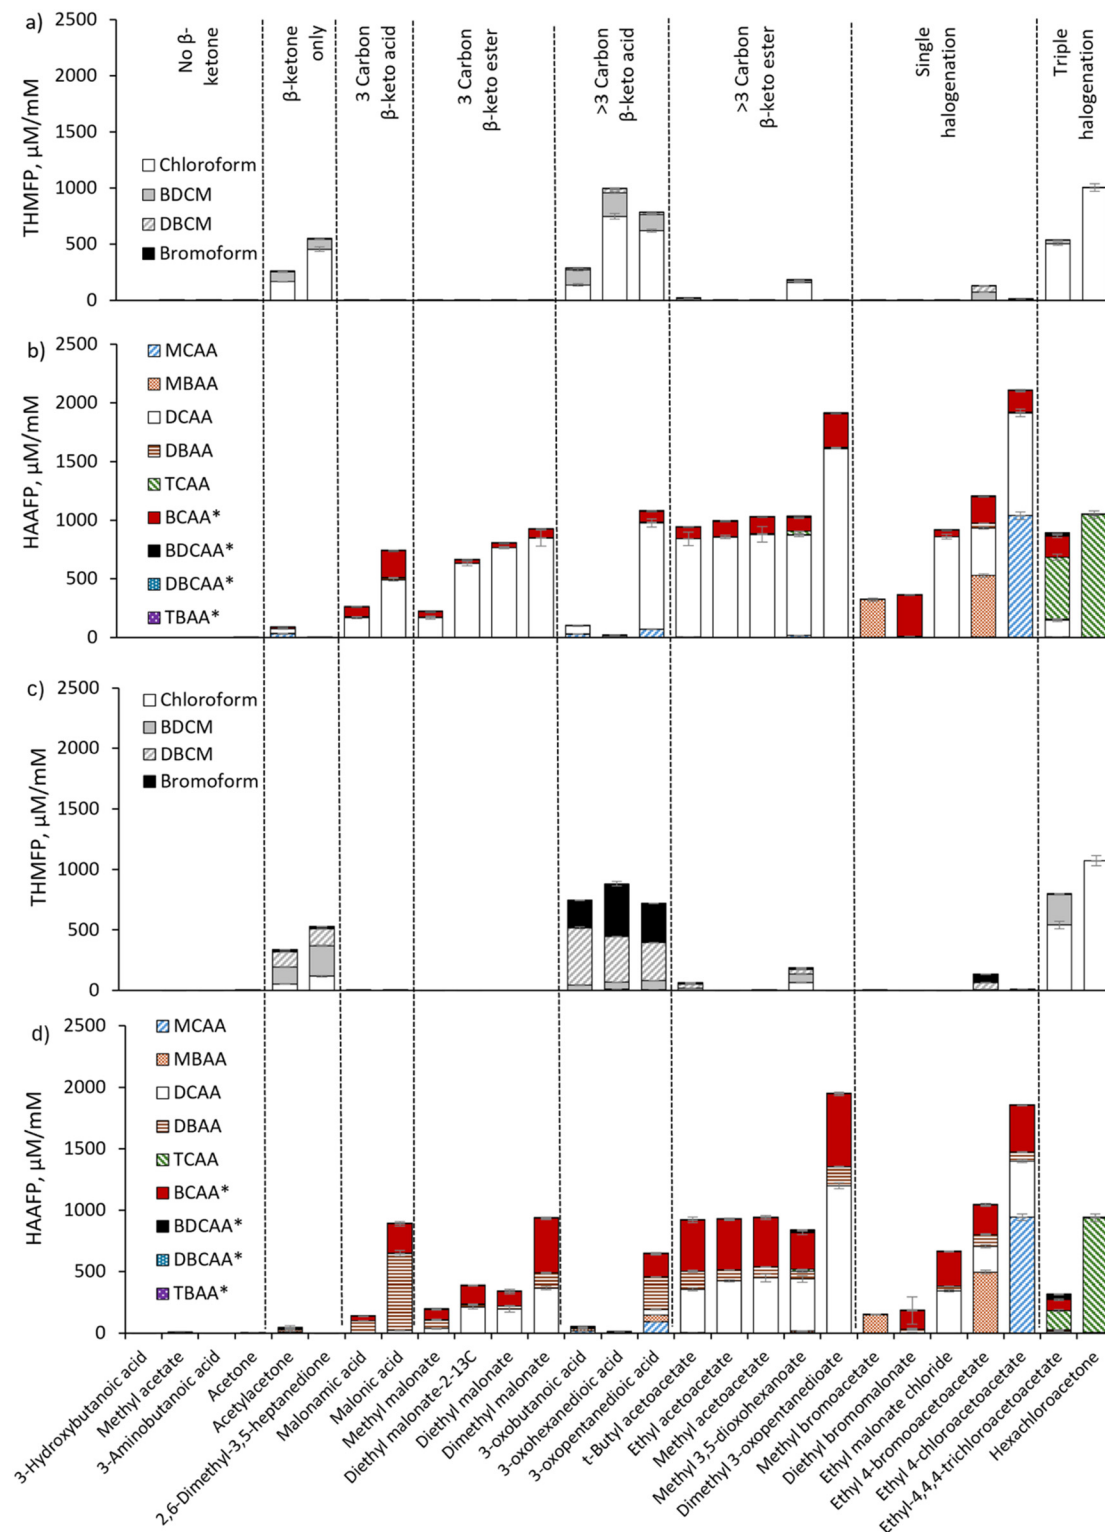 a)
2500
2000
1500
1000
500
0
THMFP, µM/mM
No β-
ketone
β-ketone
only
3 Carbon
β-keto acid
3 Carbon
β-keto ester
>3 Carbon
β-keto acid
>3 Carbon
β-keto ester
Single
halogenation
Triple
halogenation
Chloroform
BDCM
DBCM
Bromoform
b)
2500
2000
1500
1000
500
0
HAAFP, µM/mM
MCAA
MBAA
DCAA
DBAA
TCAA
BCAA*
BDCAA*
DBCAA*
TBAA*
c)
2500
2000
1500
1000
500
0
THMFP, µM/mM
Chloroform
BDCM
DBCM
Bromoform
d)
2500
2000
1500
1000
500
0
HAAFP, µM/mM
MCAA
MBAA
DCAA
DBAA
TCAA
BCAA*
BDCAA*
DBCAA*
TBAA*
3-Hydroxybutanoic acid
Methyl acetate
3-Aminobutanoic acid
Acetone
Acetylacetone
2,6-Dimethyl-3,5-heptanedione
Malonamic acid
Malonic acid
Methyl malonate
Diethyl malonate-2-13C
Diethyl malonate
Dimethyl malonate
3-oxobutanoic acid
3-oxohexanedioic acid
3-oxopentanedioic acid
t-Butyl acetoacetate
Ethyl acetoacetate
Methyl acetoacetate
Methyl 3,5-dioxohexanoate
Dimethyl 3-oxopentanedioate
Methyl bromoacetate
Diethyl bromomalonate
Ethyl malonate chloride
Ethyl 4-bromoacetoacetate
Ethyl 4-chloroacetoacetate
Ethyl-4,4,4-trichloroacetoacetate
Hexachloroacetone